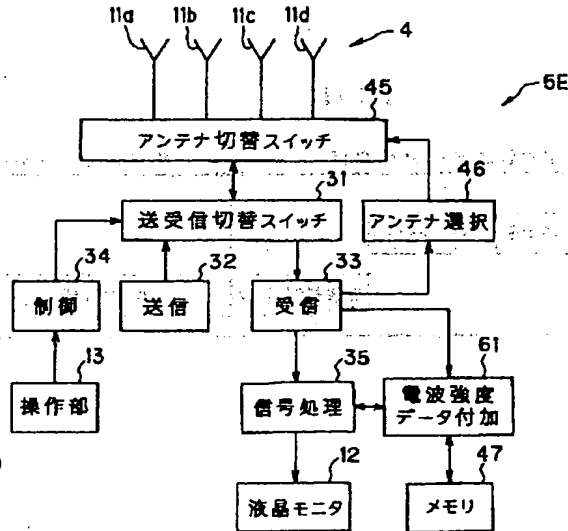 11a 11b 11c 11d 4
45
5E
アンテナ切替スイッチ
31
46
送受信切替スイッチ
アンテナ選択
34
32
33
制御
送信
受信
13
35
61
操作部
信号処理
電波強度
データ付加
12
47
液晶モニタ
メモリ